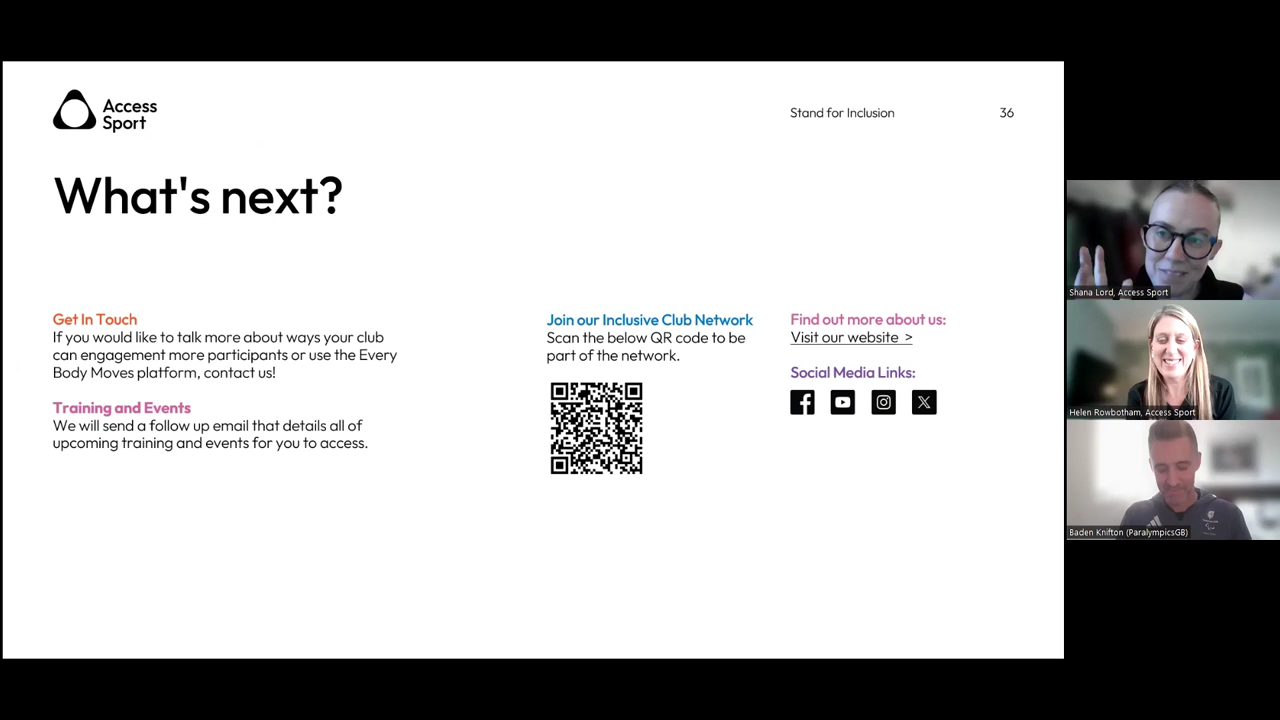 Access
Sport
Stand for Inclusion
36
What's next?
Get In Touch
If you would like to talk more about ways your club
can engagement more participants or use the Every
Body Moves platform, contact us!
Training and Events
We will send a follow up email that details all of
upcoming training and events for you to access.
Join our Inclusive Club Network
Scan the below QR code to be
part of the network.
Find out more about us:
Visit our website >
Social Media Links:
Shana Lord, Access Sport
Helen Rowbotham, Access Sport
Baden Knifton (ParalympicsGB)